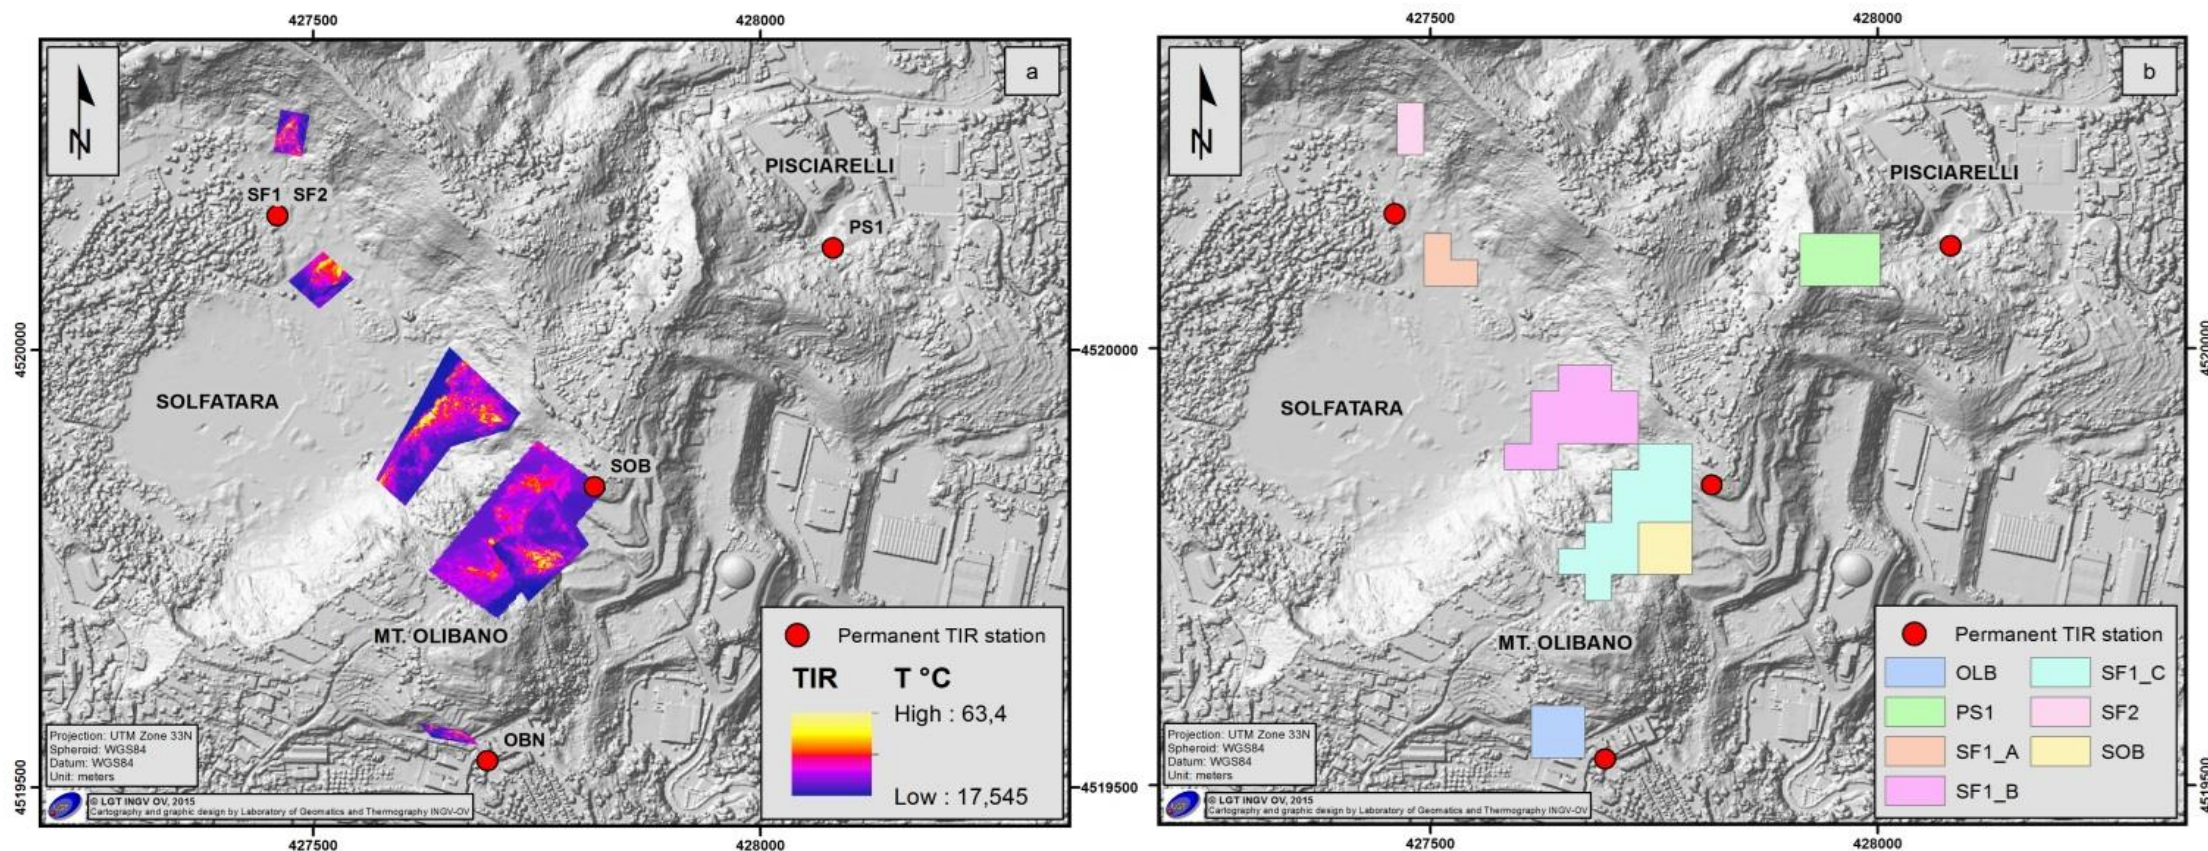 427500
428000
a
N
PISCIARELLI
SF1 SF2
PS1
4520000
4520000
SOLFATARA
SOB
MT. OLIBANO
OBN
Permanent TIR station
TIR
T °C
High : 63,4
Low : 17,545
Projection: UTM Zone 33N
Spheroid: WGS84
Datum: WGS84
Unit: meters
LGT
© LGT INGV OV, 2015
Cartography and graphic design by Laboratory of Geomatics and Thermography INGV-OV
4519500
4519500
427500
428000
427500
428000
b
N
PISCIARELLI
4520000
SOLFATARA
MT. OLIBANO
Permanent TIR station
OLB
SF1_C
PS1
SF2
SF1_A
SOB
SF1_B
Projection: UTM Zone 33N
Spheroid: WGS84
Datum: WGS84
Unit: meters
LGT
© LGT INGV OV, 2015
Cartography and graphic design by Laboratory of Geomatics and Thermography INGV-OV
4519500
427500
428000